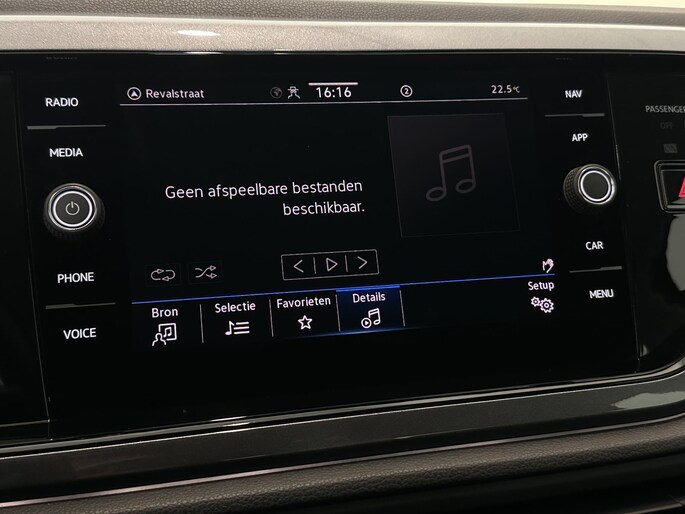 Revalstraat
16:16
2
22.5°C
RADIO
MEDIA
PHONE
VOICE
NAV
APP
CAR
MENU
PASSENGER
OFF
Geen afspeelbare bestanden
beschikbaar.
Bron
Selectie
Favorieten
Details
Setup